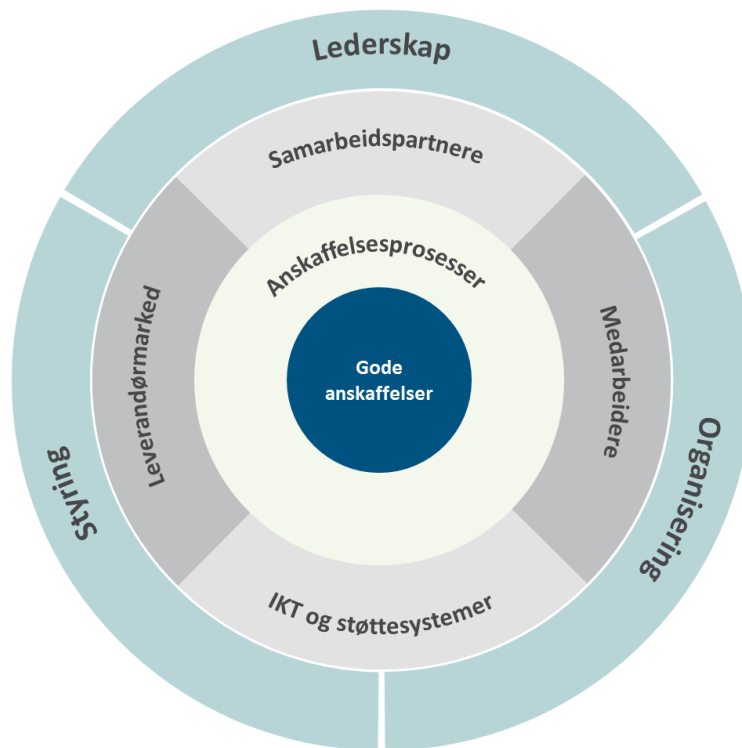 Lederskap
Samarbeidspartnere
Anskaffelsesprosesser
Gode
anskaffelser
Leverandørmarked
Medarbeidere
Styring
Organisering
IKT og støttesystemer